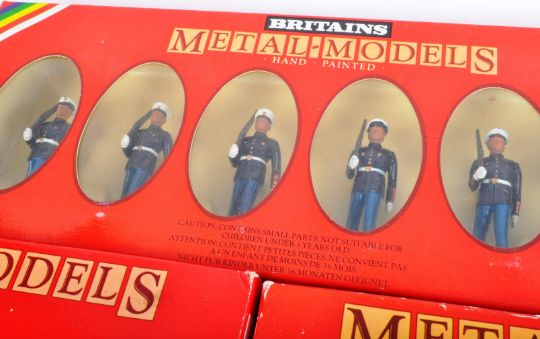 BRITAINS
METAL-MODELS
· HAND · PAINTED ·
CAUTION: CONTAINS SMALL PARTS. NOT SUITABLE FOR
CHILDREN UNDER 3 YEARS OLD.
ATTENTION: CONTIENT PETITES PIECES. NE CONVIENT PAS
A UN ENFANT DE MOINS DE 36 MOIS.
NICHT FUR KINDER UNTER 36 MONATEN GEEIGNET.
ODELS
META